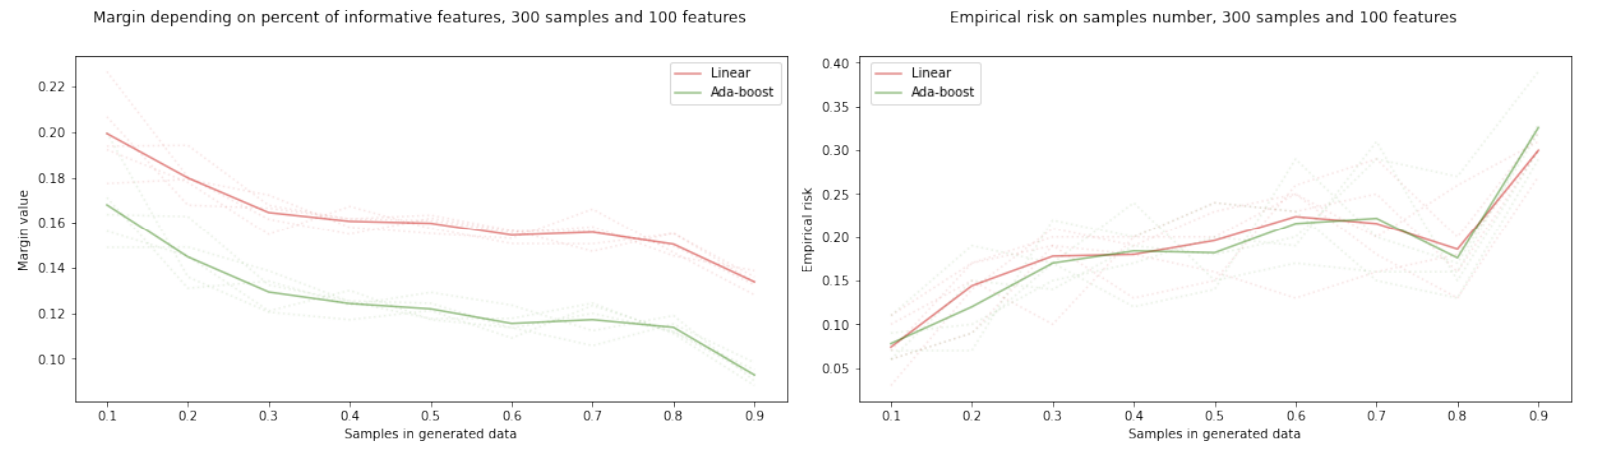 Margin depending on percent of informative features, 300 samples and 100 features
Linear
Ada-boost
0.22
0.20
0.18
0.16
0.14
0.12
0.10
Margin value
0.1 0.2 0.3 0.4 0.5 0.6 0.7 0.8 0.9
Samples in generated data
Empirical risk on samples number, 300 samples and 100 features
Linear
Ada-boost
0.40
0.35
0.30
0.25
0.20
0.15
0.10
0.05
Empirical risk
0.1 0.2 0.3 0.4 0.5 0.6 0.7 0.8 0.9
Samples in generated data